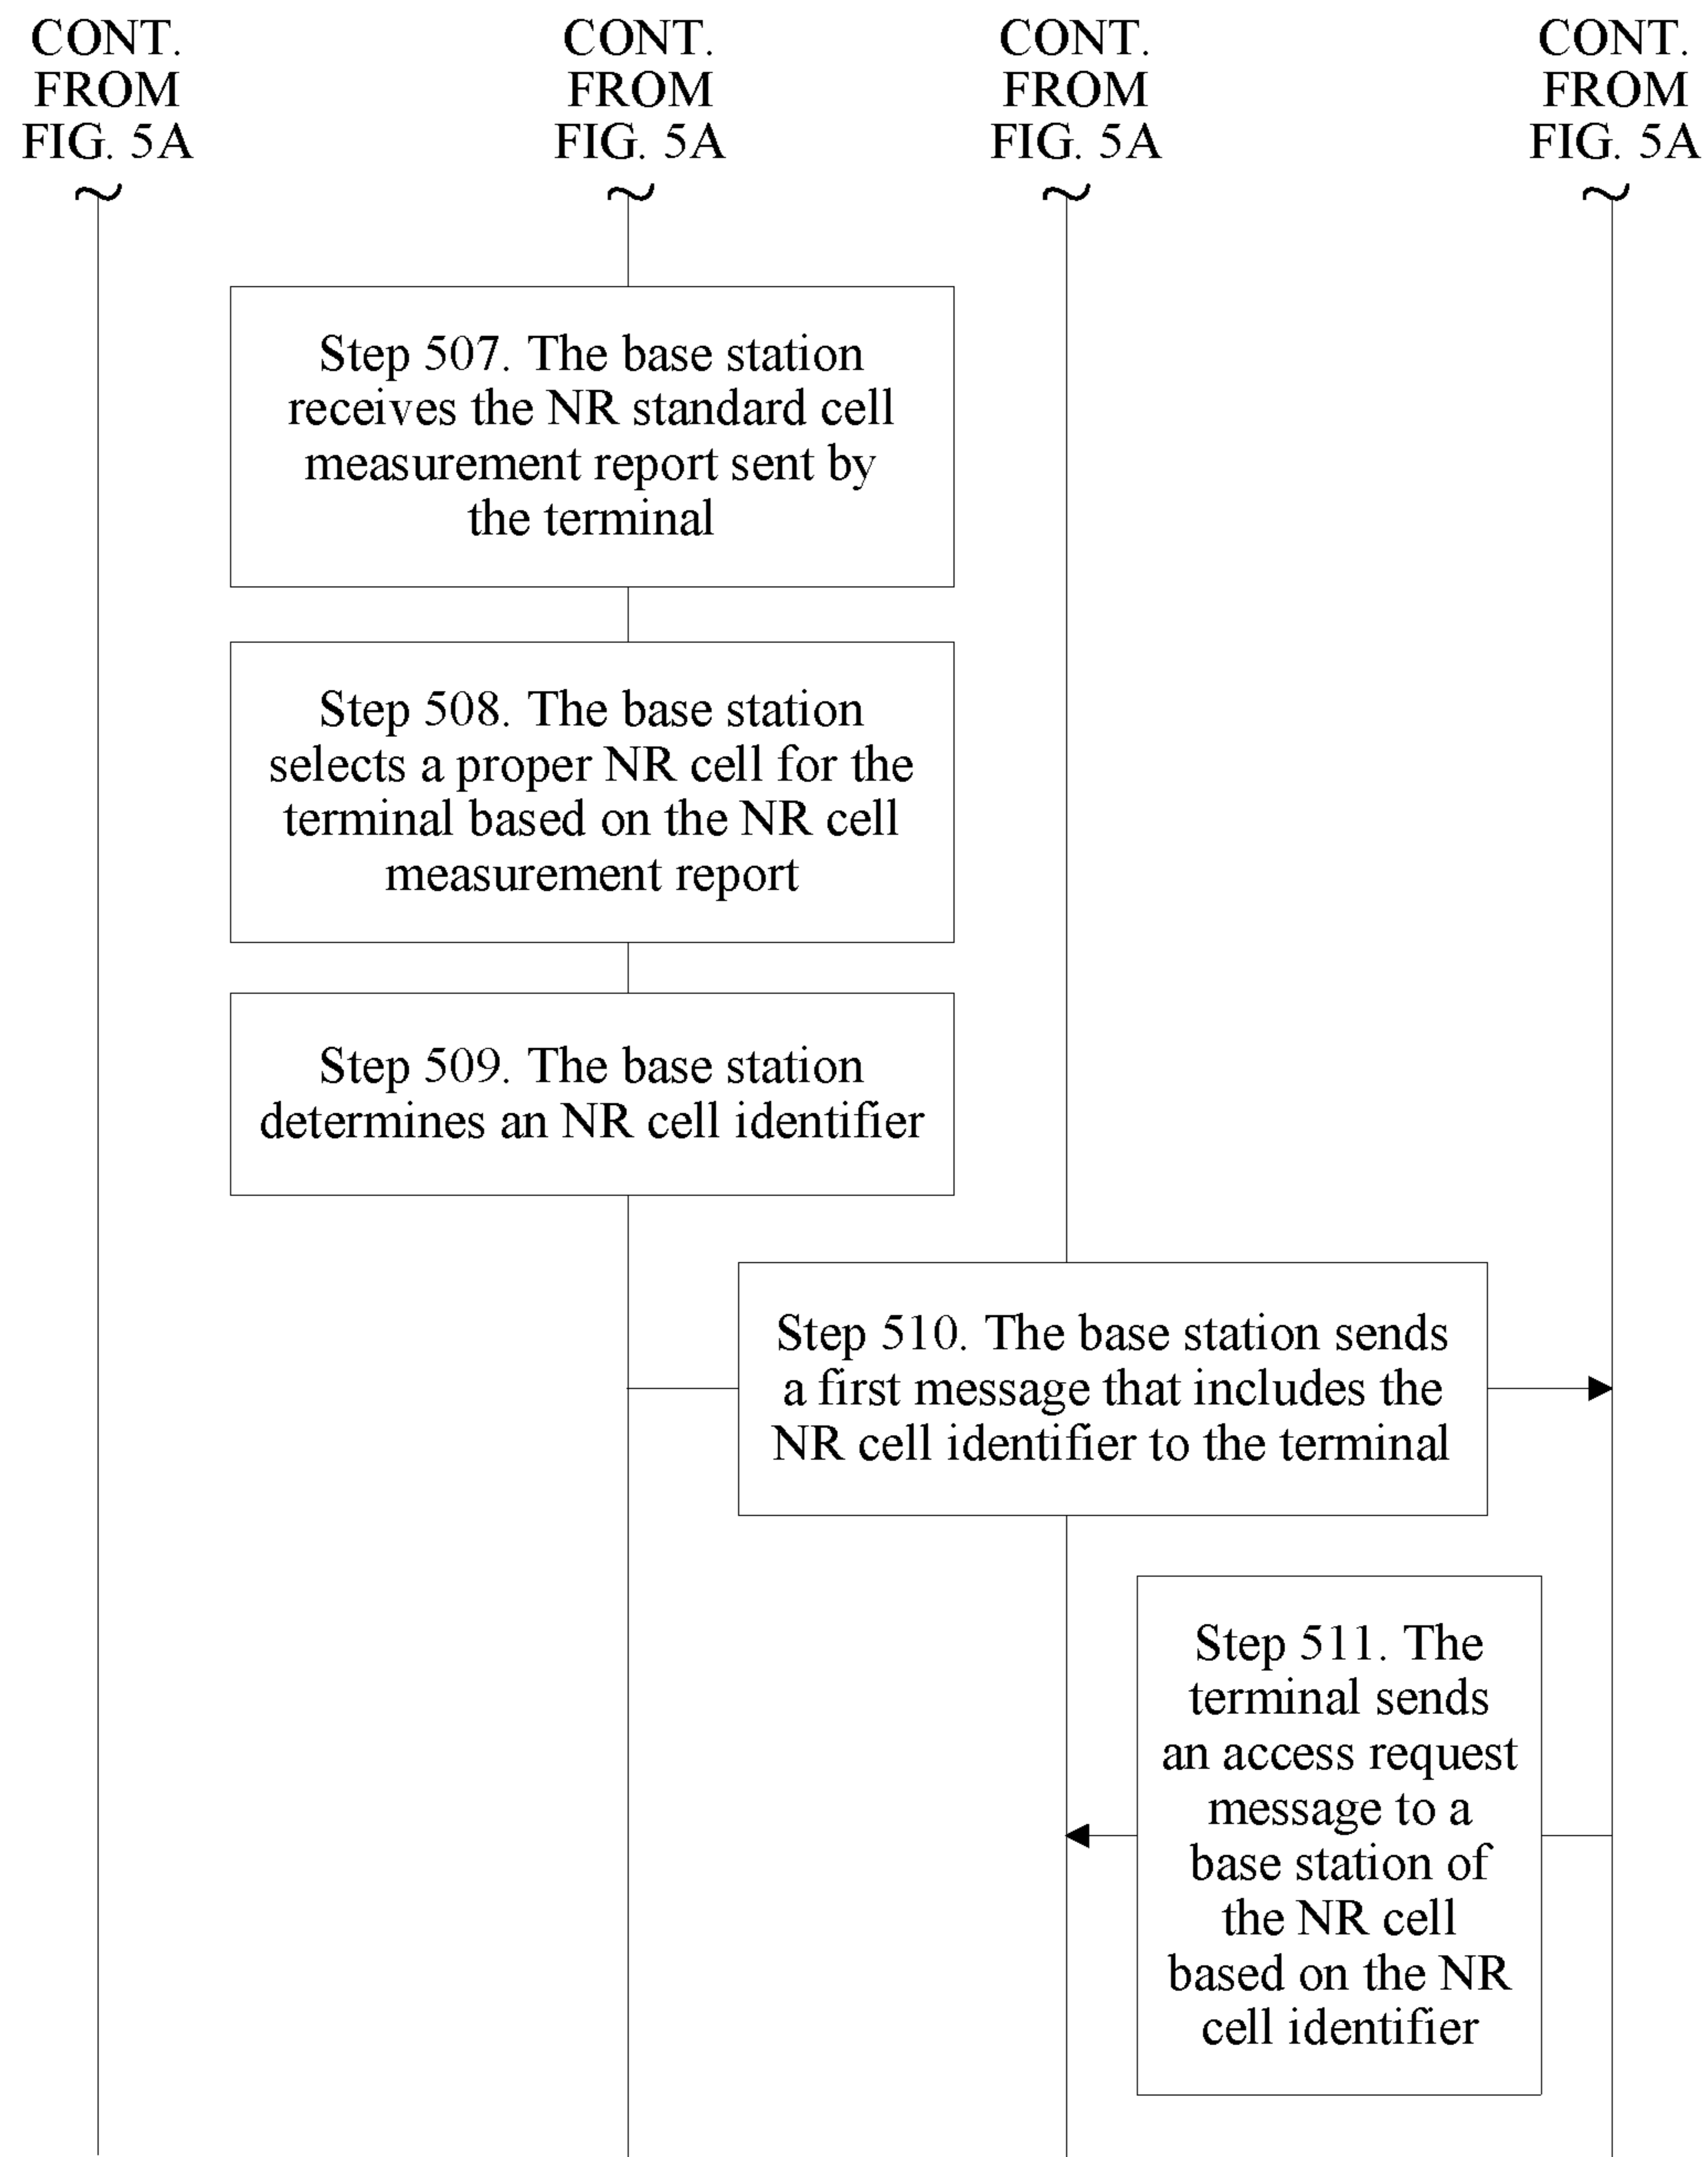 CONT.
FROM
FIG. 5A
CONT.
FROM
FIG. 5A
CONT.
FROM
FIG. 5A
CONT.
FROM
FIG. 5A
Step 507. The base station
receives the NR standard cell
measurement report sent by
the terminal
Step 508. The base station
selects a proper NR cell for the
terminal based on the NR cell
measurement report
Step 509. The base station
determines an NR cell identifier
Step 510. The base station sends
a first message that includes the
NR cell identifier to the terminal
Step 511. The
terminal sends
an access request
message to a
base station of
the NR cell
based on the NR
cell identifier